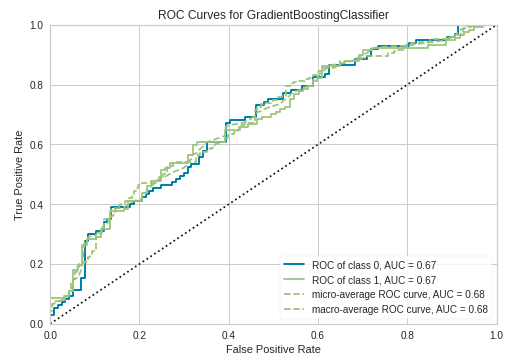 ROC Curves for GradientBoostingClassifier
True Positive Rate
1.0
0.8
0.6
0.4
0.2
0.0
ROC of class 0, AUC = 0.67
ROC of class 1, AUC = 0.67
micro-average ROC curve, AUC = 0.68
macro-average ROC curve, AUC = 0.68
0.0 0.2 0.4 0.6 0.8 1.0
False Positive Rate